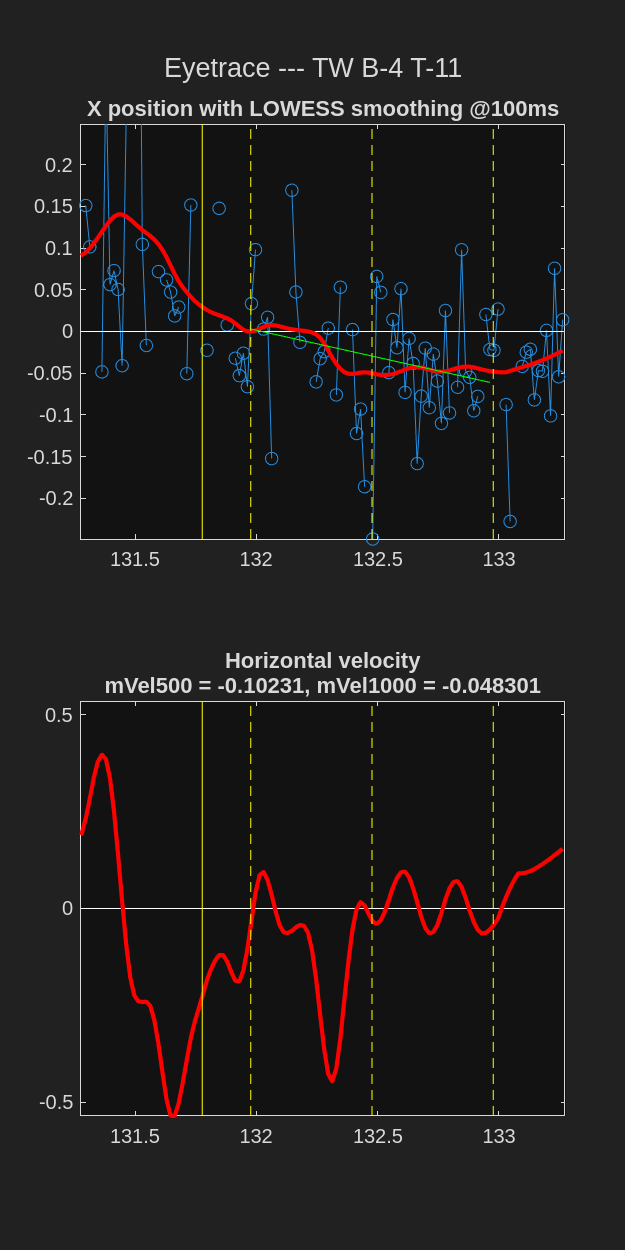 Eyetrace --- TW B-4 T-11
X position with LOWESS smoothing @100ms
0.2
0.15
0.1
0.05
0
-0.05
-0.1
-0.15
-0.2
131.5 132 132.5 133
Horizontal velocity
mVel500 = -0.10231, mVel1000 = -0.048301
0.5
0
-0.5
131.5 132 132.5 133